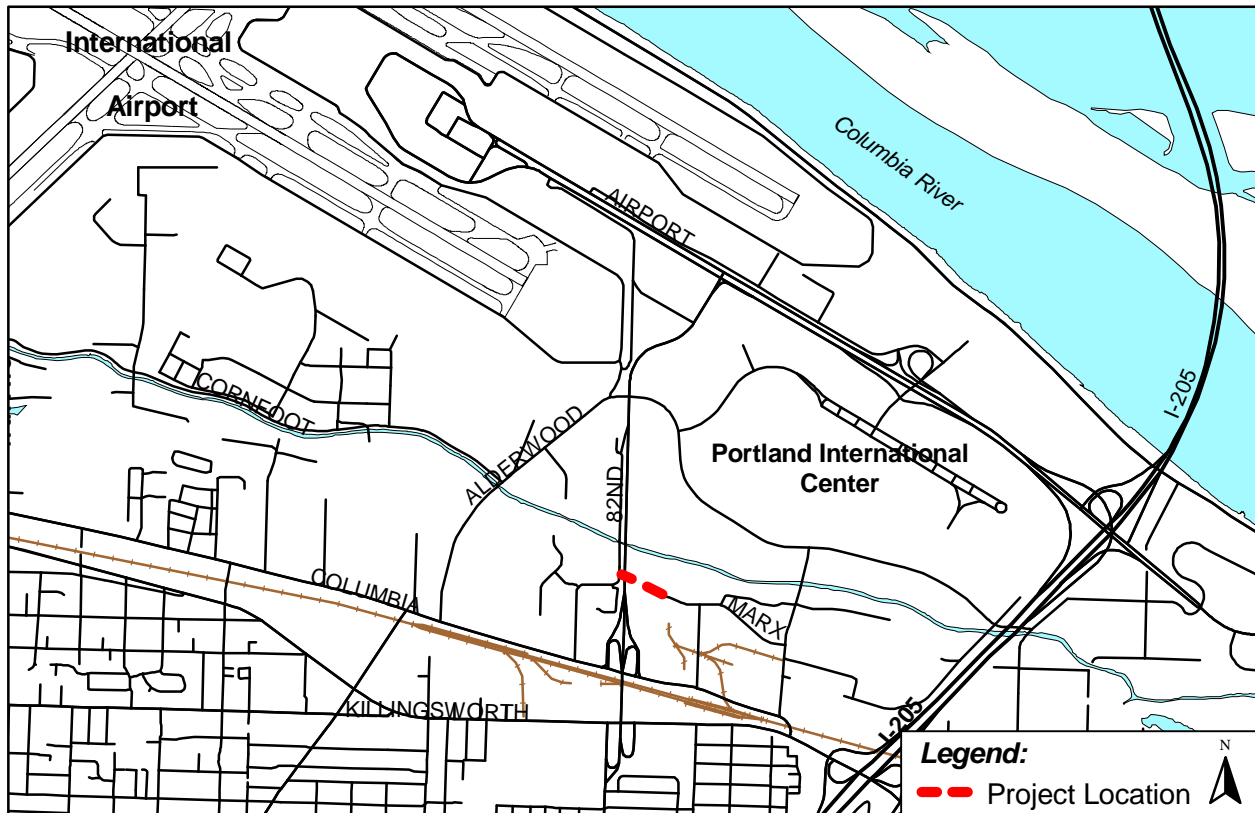 International
Airport
Columbia River
AIRPORT
I-205
CORNFOOT
ALDERWOOD
82ND
Portland International
Center
COLUMBIA
MARX
KILLINGSWORTH
I-205
Legend:
Project Location
N